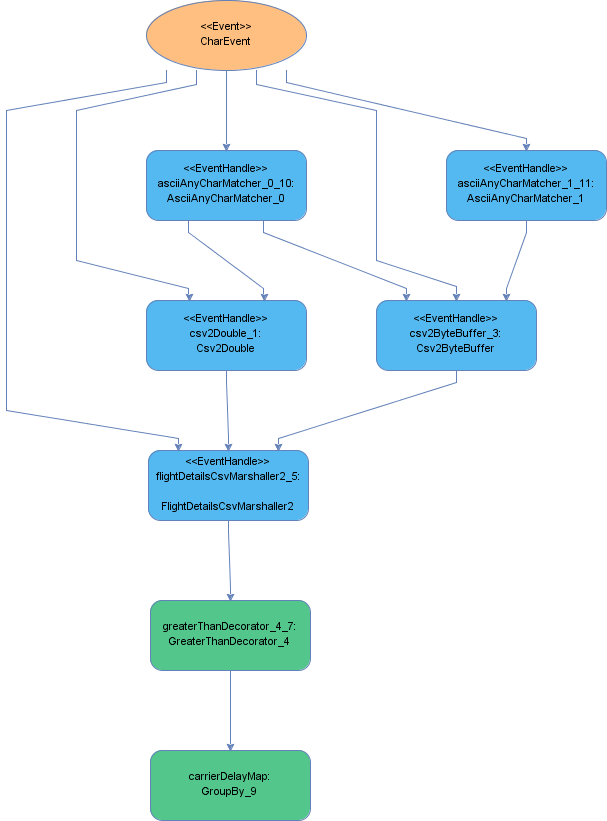 <<Event>>
CharEvent
<<EventHandle>>
asciiAnyCharMatcher_0_10:
AsciiAnyCharMatcher_0
<<EventHandle>>
asciiAnyCharMatcher_1_11:
AsciiAnyCharMatcher_1
<<EventHandle>>
csv2Double_1:
Csv2Double
<<EventHandle>>
csv2ByteBuffer_3:
Csv2ByteBuffer
<<EventHandle>>
flightDetailsCsvMarshaller2_5:
FlightDetailsCsvMarshaller2
greaterThanDecorator_4_7:
GreaterThanDecorator_4
carrierDelayMap:
GroupBy_9